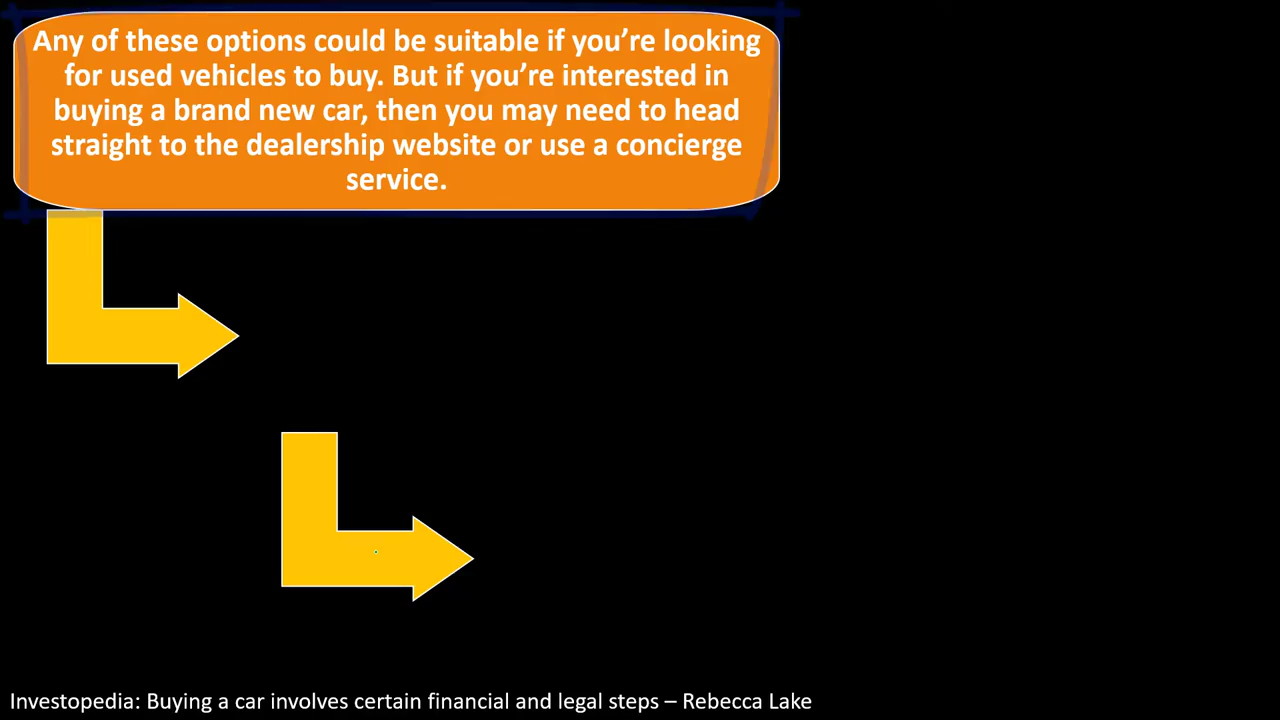 Any of these options could be suitable if you’re looking
for used vehicles to buy. But if you’re interested in
buying a brand new car, then you may need to head
straight to the dealership website or use a concierge
service.
Investopedia: Buying a car involves certain financial and legal steps – Rebecca Lake